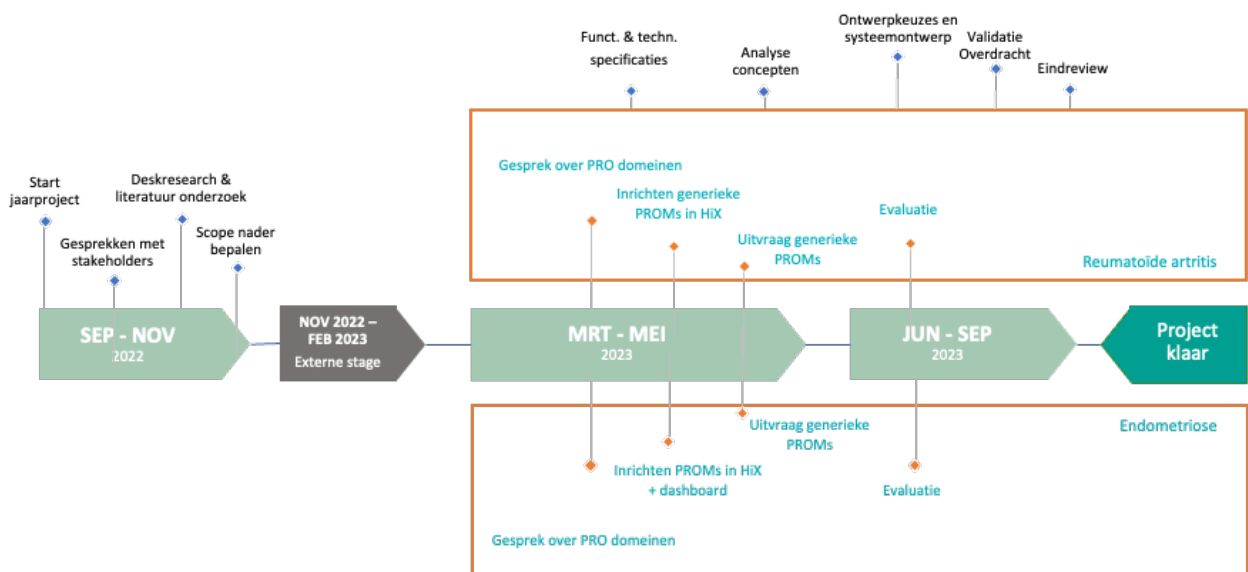 Funct. & techn.
specificaties
Analyse
concepten
Ontwerpkeuzes en
systeemontwerp
Validatie
Overdracht
Eindreview
Start
jaarproject
Gesprekken met
stakeholders
Deskresearch &
literatuur onderzoek
Scope nader
bepalen
Gesprek over PRO domeinen
Inrichten generieke
PROMs in HiX
Uitvraag generieke
PROMs
Evaluatie
Reumatoïde artritis
SEP - NOV
2022
NOV 2022 –
FEB 2023
Externe stage
MRT - MEI
2023
JUN - SEP
2023
Project
klaar
Endometriose
Uitvraag generieke
PROMs
Inrichten PROMs in HiX
+ dashboard
Evaluatie
Gesprek over PRO domeinen